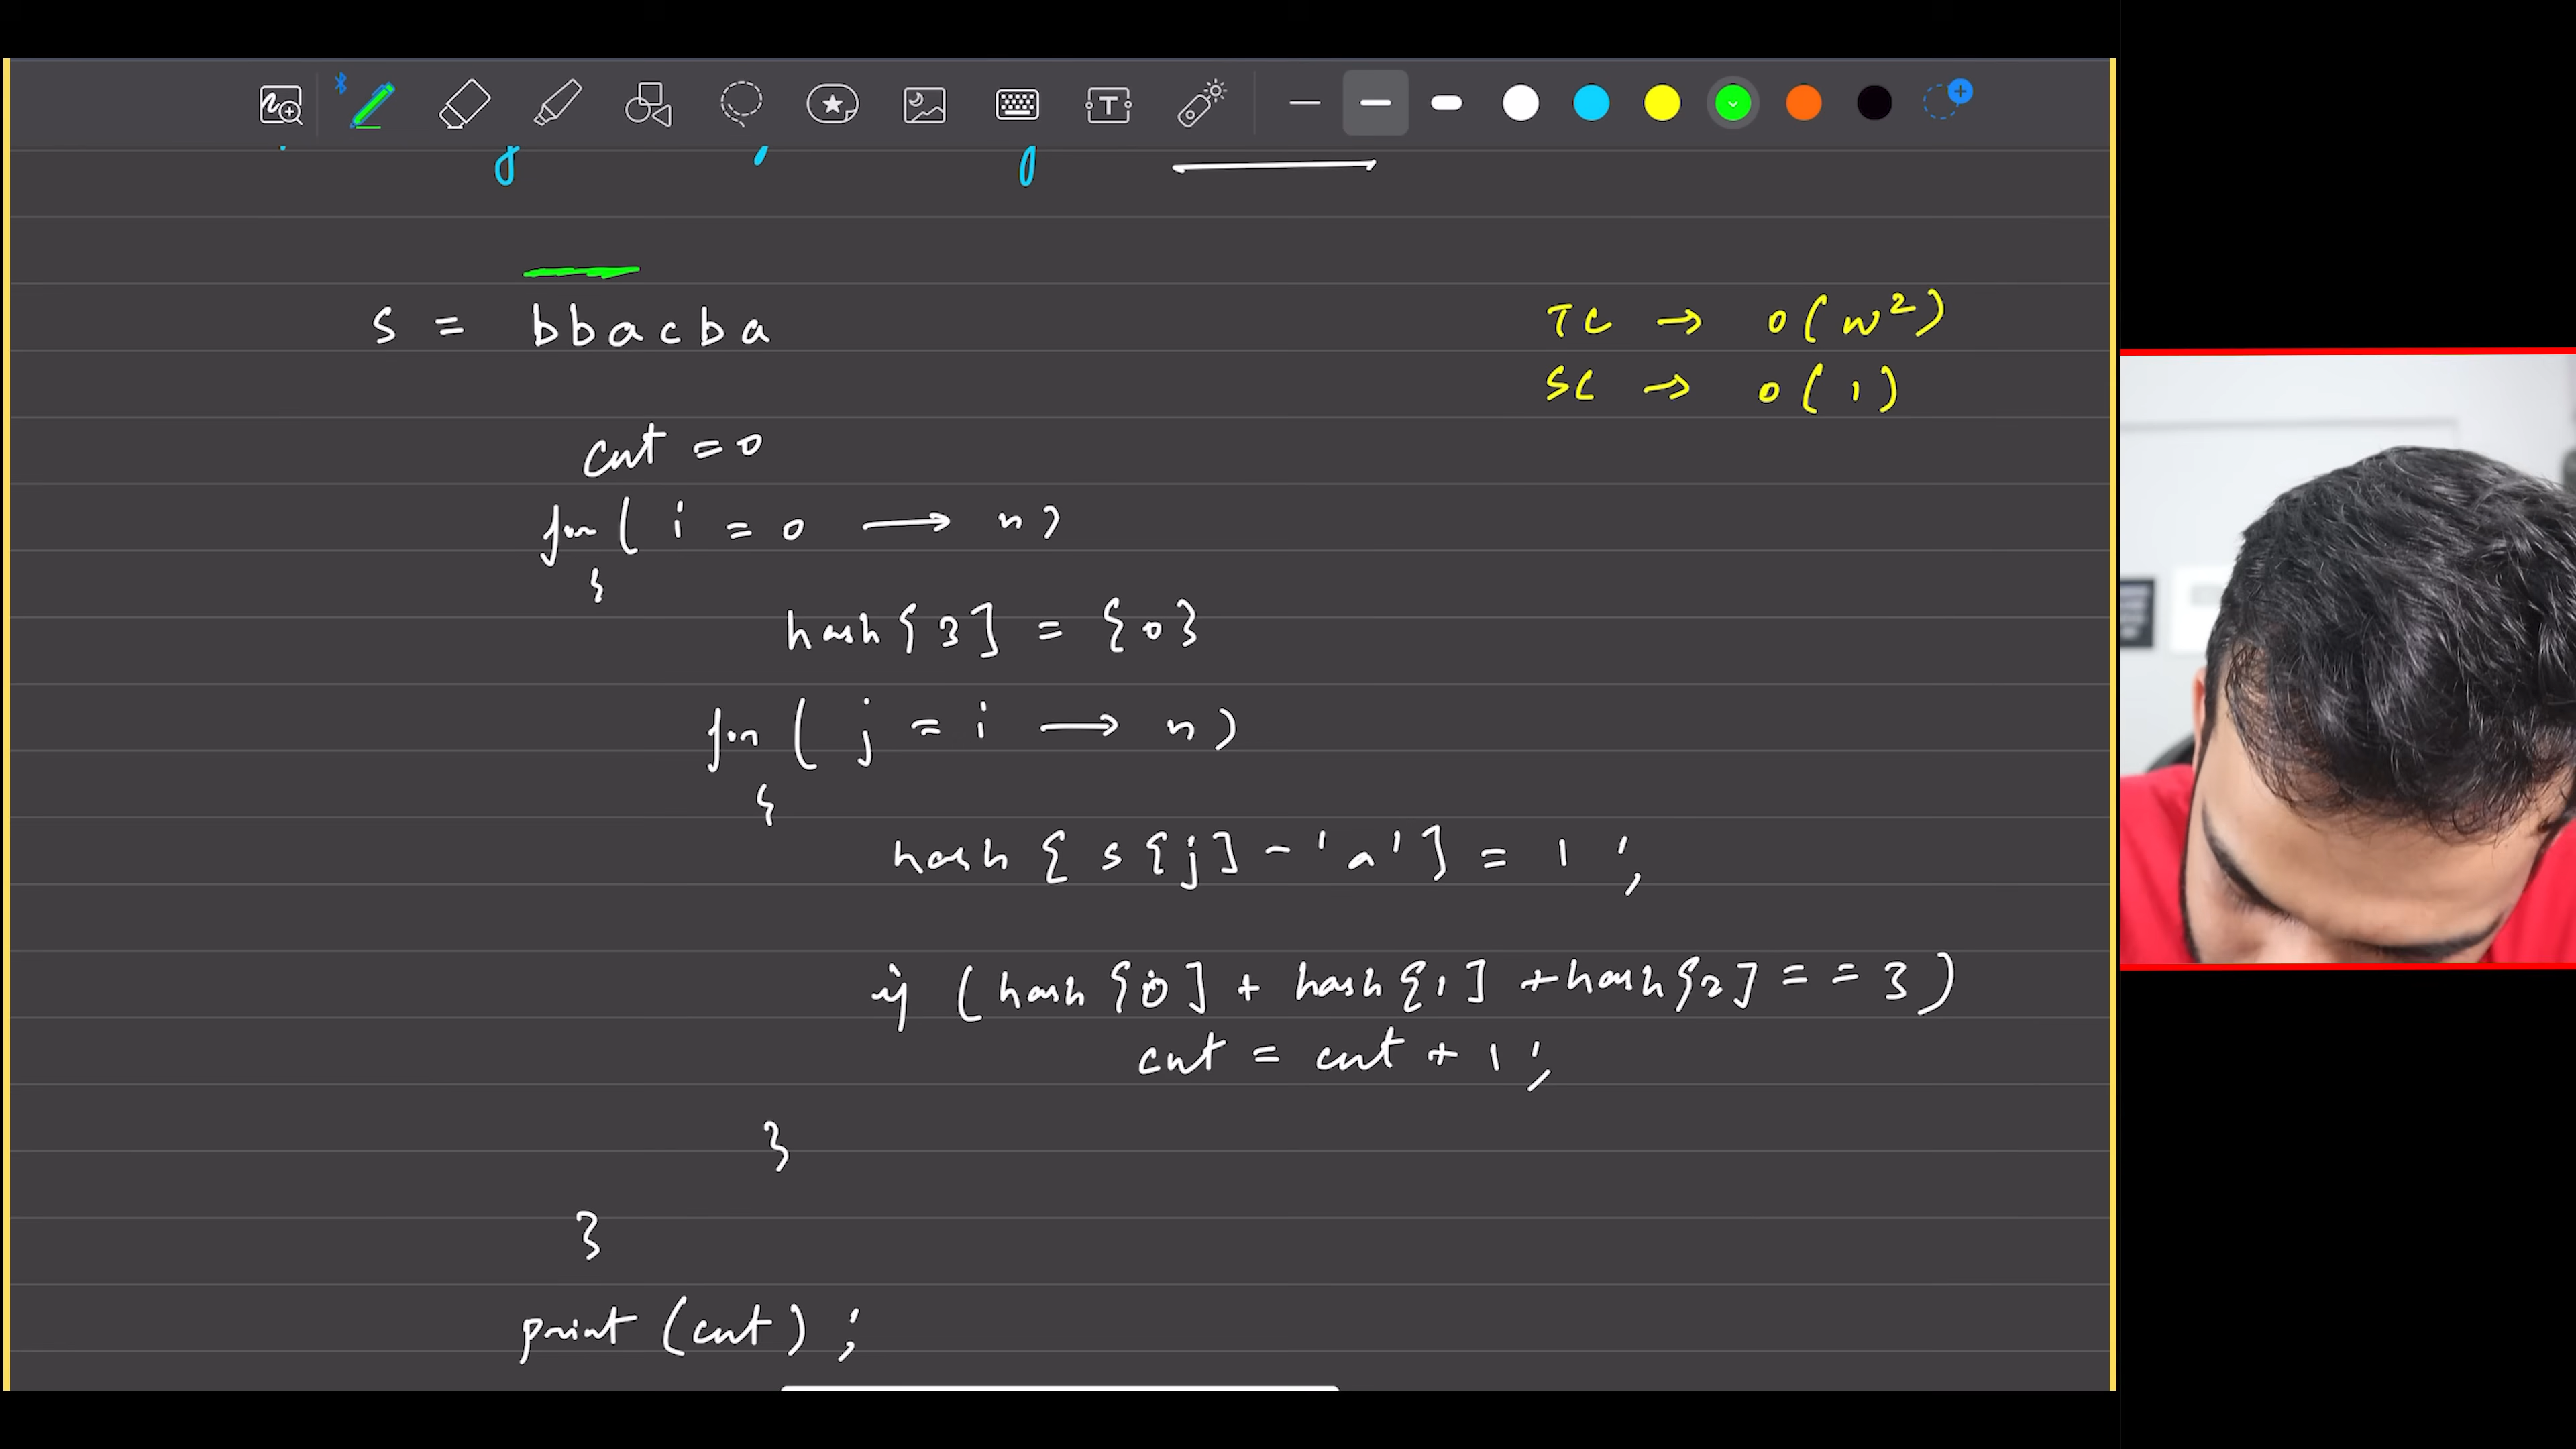 S = bbacba
TC → O(N²)
SC → O(1)
cnt = 0
for( i = 0 → n)
{
hash[3] = {0}
for( j = i → n)
{
hash[s[j] - 'a'] = 1;
if (hash[0] + hash[1] + hash[2] == 3)
cnt = cnt + 1;
}
}
print(cnt);